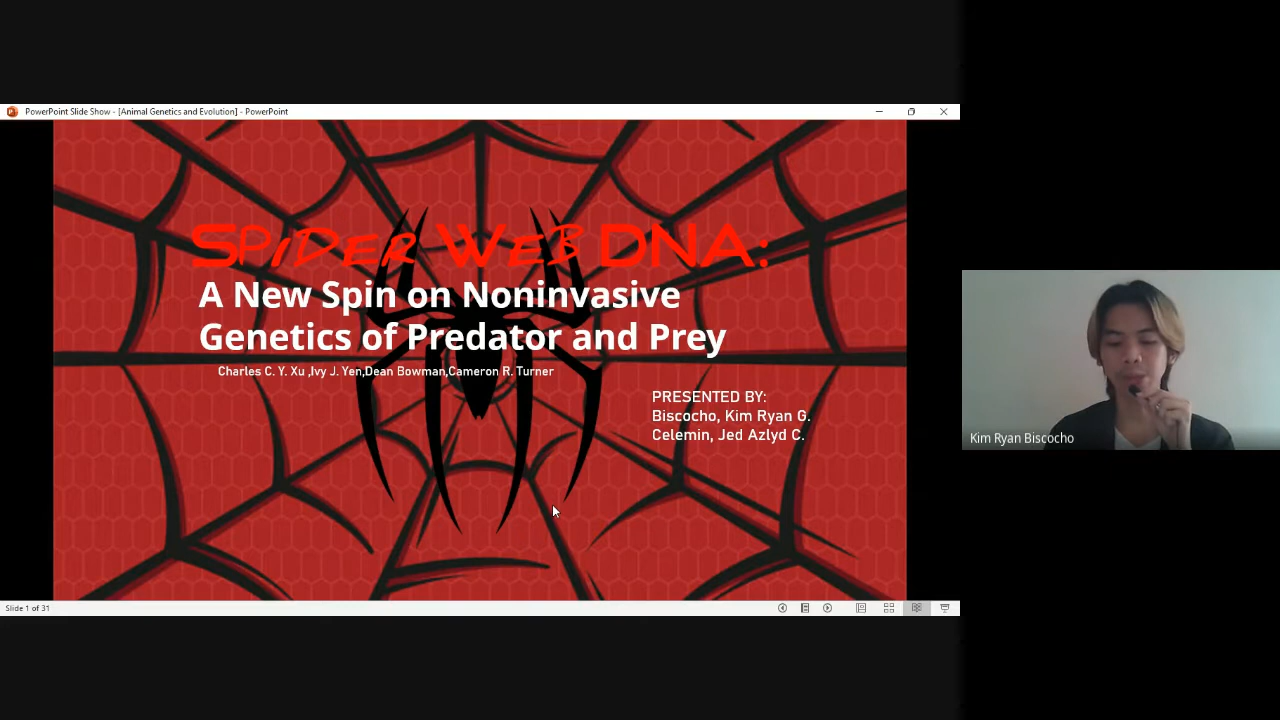 PowerPoint Slide Show - [Animal Genetics and Evolution] - PowerPoint
SPIDER WEB DNA:
A New Spin on Noninvasive
Genetics of Predator and Prey
Charles C. Y. Xu ,Ivy J. Yen,Dean Bowman,Cameron R. Turner
PRESENTED BY:
Biscocho, Kim Ryan G.
Celemin, Jed Azlyd C.
Kim Ryan Biscocho
Slide 1 of 31